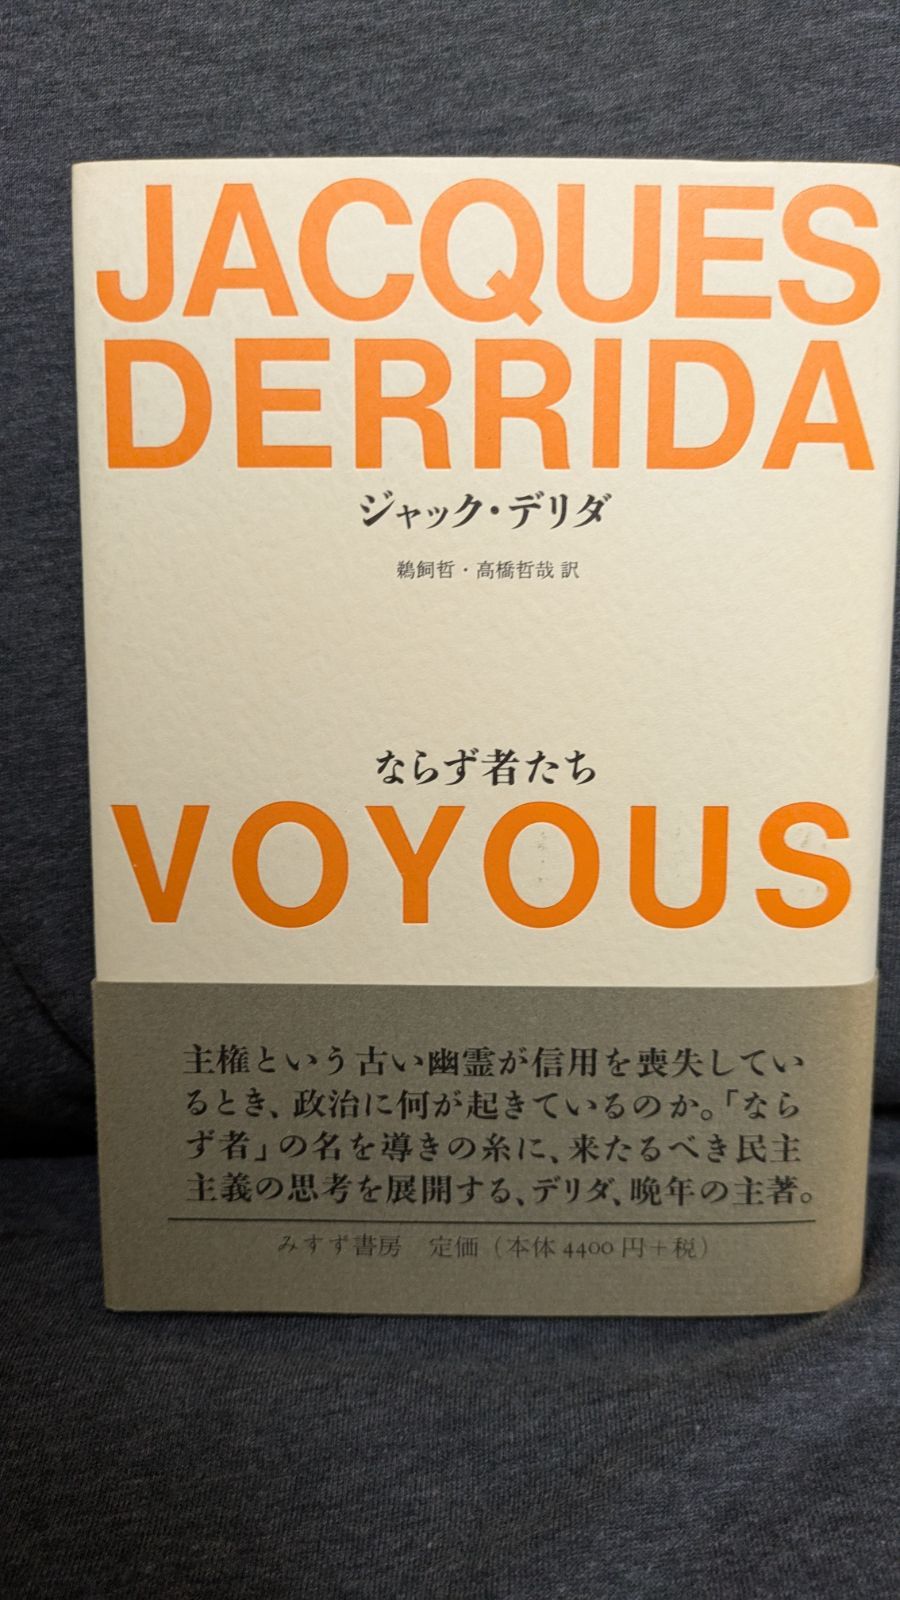 JACQUES
DERRIDA
ジャック・デリダ
鵜飼哲・高橋哲哉 訳
ならず者たち
VOYOUS
主権という古い幽霊が信用を喪失してい
るとき、政治に何が起きているのか。「なら
ず者」の名を導きの糸に、来たるべき民主
主義の思考を展開する、デリダ、晩年の主著。
みすず書房 定価（本体 4400 円＋税）